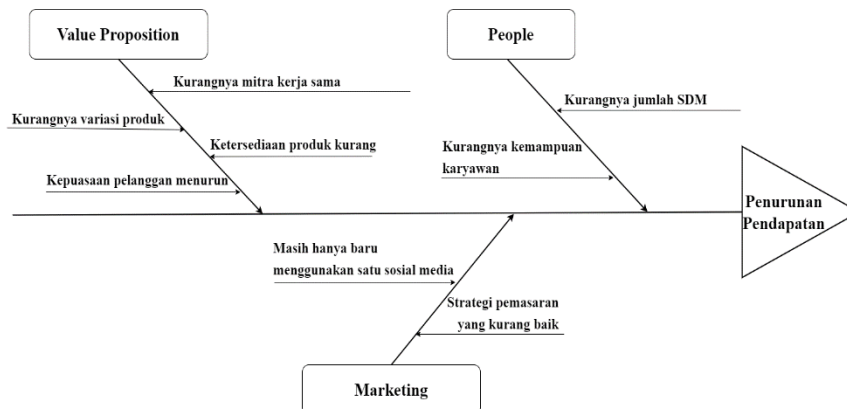 Value Proposition
People
Kurangnya mitra kerja sama
Kurangnya variasi produk
Ketersediaan produk kurang
Kepuasaan pelanggan menurun
Kurangnya jumlah SDM
Kurangnya kemampuan
karyawan
Penurunan
Pendapatan
Masih hanya baru
menggunakan satu sosial media
Strategi pemasaran
yang kurang baik
Marketing